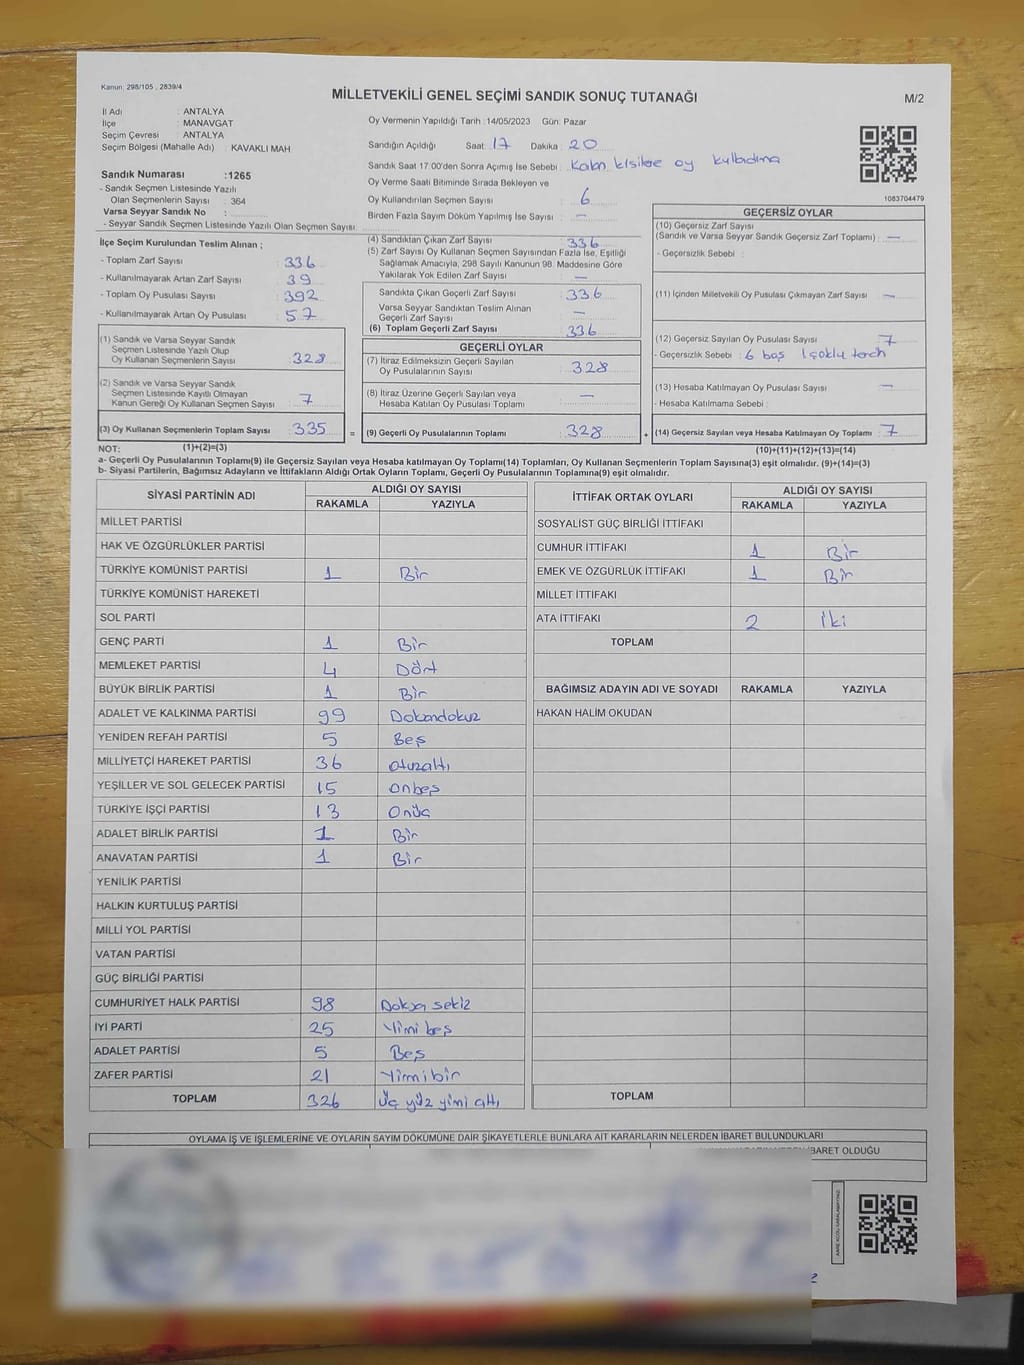 Kanun: 298/105 , 2839/4
MİLLETVEKİLİ GENEL SEÇİMİ SANDIK SONUÇ TUTANAĞI
M/2
İl Adı : ANTALYA
İlçe : MANAVGAT
Seçim Çevresi : ANTALYA
Seçim Bölgesi (Mahalle Adı) : KAVAKLI MAH
Sandık Numarası :1265
- Sandık Seçmen Listesinde Yazılı
Olan Seçmenlerin Sayısı : 364
Varsa Seyyar Sandık No :
- Seyyar Sandık Seçmen Listesinde Yazılı Olan Seçmen Sayısı:
Oy Vermenin Yapıldığı Tarih :14/05/2023 Gün: Pazar
Sandığın Açıldığı Saat : 17 Dakika : 20
Sandık Saat 17:00'den Sonra Açımış İse Sebebi : Kalan kişilere oy
Oy Verme Saati Bitiminde Sırada Bekleyen ve
Oy Kullandırılan Seçmen Sayısı : 6
Birden Fazla Sayım Döküm Yapılmış İse Sayısı : —
1083704479
İlçe Seçim Kurulundan Teslim Alınan ;
- Toplam Zarf Sayısı : 336
- Kullanılmayarak Artan Zarf Sayısı : 39
- Toplam Oy Pusulası Sayısı : 392
- Kullanılmayarak Artan Oy Pusulası : 57
(1) Sandık ve Varsa Seyyar Sandık
Seçmen Listesinde Yazılı Olup
Oy Kullanan Seçmenlerin Sayısı : 328
(2) Sandık ve Varsa Seyyar Sandık
Seçmen Listesinde Kayıtlı Olmayan
Kanun Gereği Oy Kullanan Seçmen Sayısı : 7
(3) Oy Kullanan Seçmenlerin Toplam Sayısı : 335 =
(4) Sandıktan Çıkan Zarf Sayısı : 336
(5) Zarf Sayısı Oy Kullanan Seçmen Sayısından Fazla İse, Eşitliği
Sağlamak Amacıyla; 298 Sayılı Kanunun 98. Maddesine Göre
Yakılarak Yok Edilen Zarf Sayısı : —
Sandıkta Çıkan Geçerli Zarf Sayısı : 336
Varsa Seyyar Sandıktan Teslim Alınan
Geçerli Zarf Sayısı : —
(6) Toplam Geçerli Zarf Sayısı : 336
GEÇERLİ OYLAR
(7) İtiraz Edilmeksizin Geçerli Sayılan
Oy Pusulalarının Sayısı : 328
(8) İtiraz Üzerine Geçerli Sayılan veya
Hesaba Katılan Oy Pusulası Toplamı : —
(9) Geçerli Oy Pusulalarının Toplamı : 328 +
GEÇERSİZ OYLAR
(10) Geçersiz Zarf Sayısı
(Sandık ve Varsa Seyyar Sandık Geçersiz Zarf Toplamı) : —
- Geçersizlik Sebebi :
(11) İçinden Milletvekili Oy Pusulası Çıkmayan Zarf Sayısı : —
(12) Geçersiz Sayılan Oy Pusulası Sayısı : 7
- Geçersizlik Sebebi : 6 boş 1 çoklu
(13) Hesaba Katılmayan Oy Pusulası Sayısı : —
- Hesaba Katılmama Sebebi :
(14) Geçersiz Sayılan veya Hesaba Katılmayan Oy Toplamı : 7
NOT: (1)+(2)=(3)
(10)+(11)+(12)+(13)=(14)
a- Geçerli Oy Pusulalarının Toplamı(9) ile Geçersiz Sayılan veya Hesaba katılmayan Oy Toplamı(14) Toplamları, Oy Kullanan Seçmenlerin Toplam Sayısına(3) eşit olmalıdır. (9)+(14)=(3)
b- Siyasi Partilerin, Bağımsız Adayların ve İttifakların Aldığı Ortak Oyların Toplamı, Geçerli Oy Pusulalarının Toplamına(9) eşit olmalıdır.
SİYASİ PARTİNİN ADI ALDIĞI OY SAYISI
RAKAMLA YAZIYLA
MİLLET PARTİSİ
HAK VE ÖZGÜRLÜKLER PARTİSİ
TÜRKİYE KOMÜNİST PARTİSİ 1 Bir
TÜRKİYE KOMÜNİST HAREKETİ
SOL PARTİ
GENÇ PARTİ 1 Bir
MEMLEKET PARTİSİ 4 Dört
BÜYÜK BİRLİK PARTİSİ 1 Bir
ADALET VE KALKINMA PARTİSİ 99 Doksandokuz
YENİDEN REFAH PARTİSİ 5 Beş
MİLLİYETÇİ HAREKET PARTİSİ 36 otuzaltı
YEŞİLLER VE SOL GELECEK PARTİSİ 15 onbeş
TÜRKİYE İŞÇİ PARTİSİ 13 Onüç
ADALET BİRLİK PARTİSİ 1 Bir
ANAVATAN PARTİSİ 1 Bir
YENİLİK PARTİSİ
HALKIN KURTULUŞ PARTİSİ
MİLLİ YOL PARTİSİ
VATAN PARTİSİ
GÜÇ BİRLİĞİ PARTİSİ
CUMHURİYET HALK PARTİSİ 98 Doksan sekiz
İYİ PARTİ 25 Yirmi beş
ADALET PARTİSİ 5 Beş
ZAFER PARTİSİ 21 Yirmibir
TOPLAM 326 Üç yüz yirmi altı
İTTİFAK ORTAK OYLARI ALDIĞI OY SAYISI
RAKAMLA YAZIYLA
SOSYALİST GÜÇ BİRLİĞİ İTTİFAKI
CUMHUR İTTİFAKI 1 Bir
EMEK VE ÖZGÜRLÜK İTTİFAKI 1 Bir
MİLLET İTTİFAKI
ATA İTTİFAKI 2 İki
TOPLAM
BAĞIMSIZ ADAYIN ADI VE SOYADI RAKAMLA YAZIYLA
HAKAN HALİM OKUDAN
TOPLAM
OYLAMA İŞ VE İŞLEMLERİNE VE OYLARIN SAYIM DÖKÜMÜNE DAİR ŞİKAYETLERLE BUNLARA AİT KARARLARIN NELERDEN İBARET BULUNDUKLARI
İBARET OLDUĞU